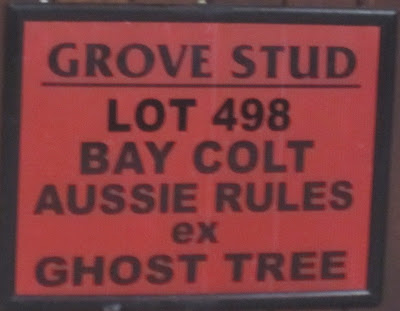 GROVE STUD
LOT 498
BAY COLT
AUSSIE RULES
ex
GHOST TREE